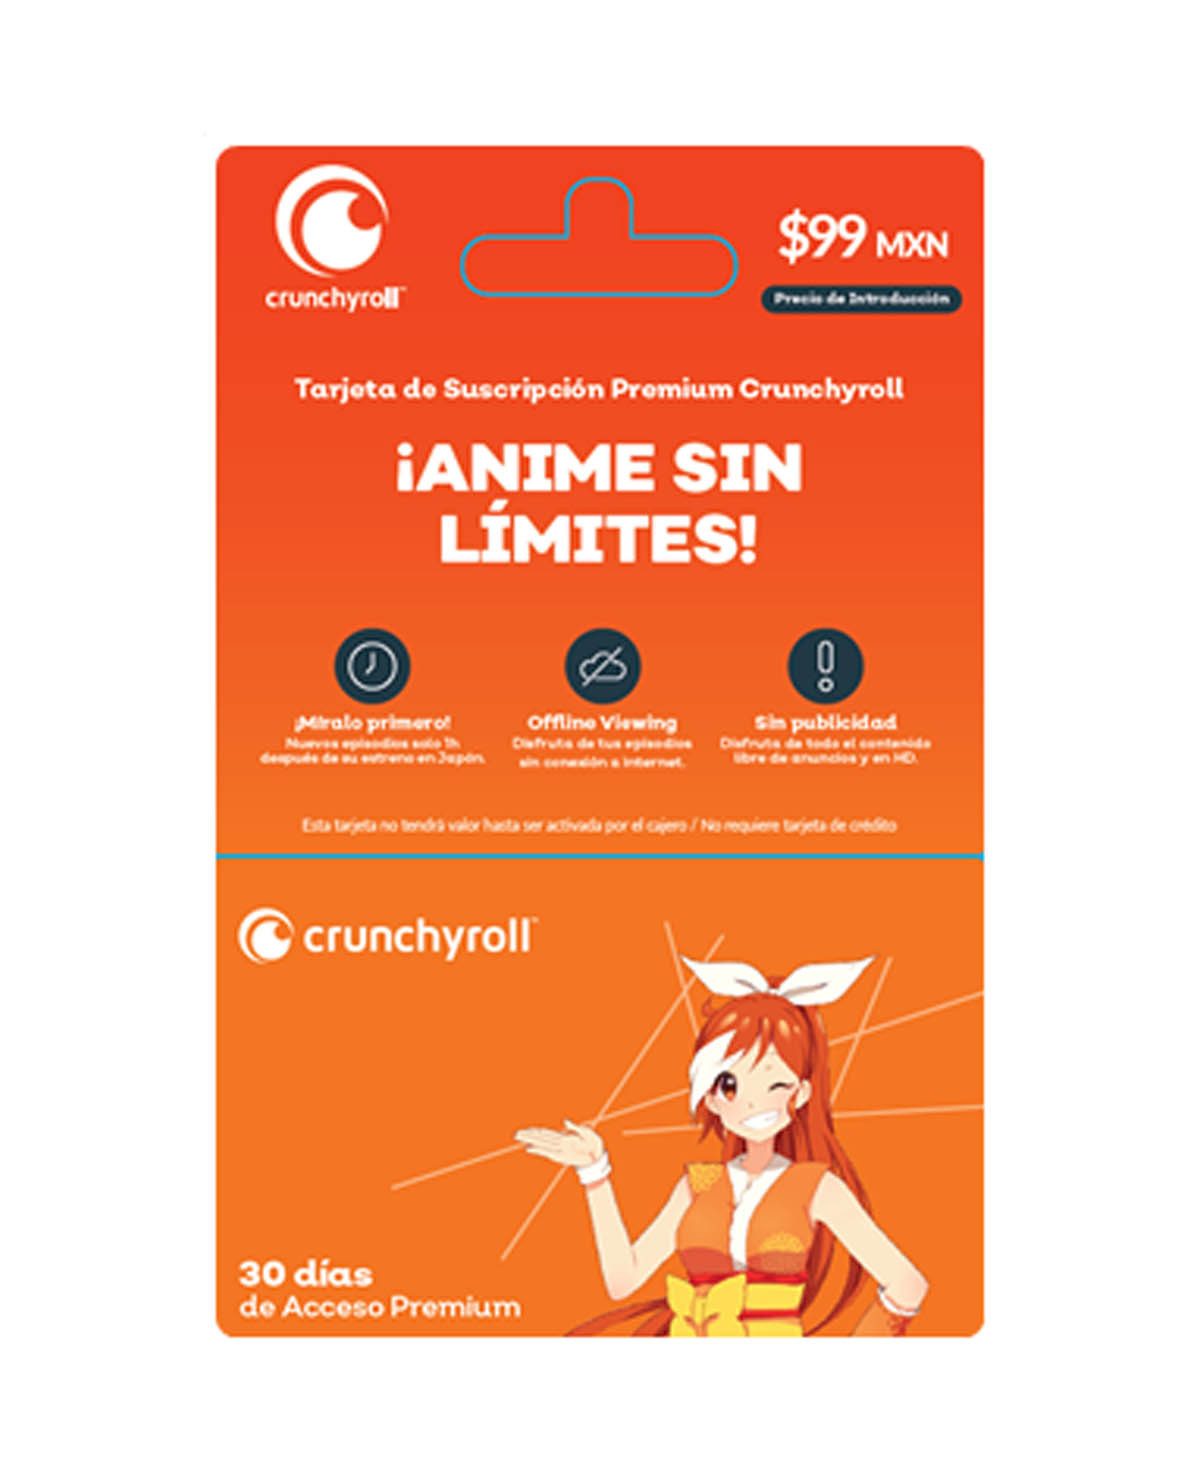 crunchyroll™
$99 MXN
Precio de Introducción
Tarjeta de Suscripción Premium Crunchyroll
¡ANIME SIN
LÍMITES!
¡Míralo primero!
Nuevos episodios solo 1h
después de su estreno en Japón.
Offline Viewing
Disfruta de tus episodios
sin conexión a internet.
Sin publicidad
Disfruta de todo el contenido
libre de anuncios y en HD.
Esta tarjeta no tendrá valor hasta ser activada por el cajero / No requiere tarjeta de crédito
crunchyroll™
30 días
de Acceso Premium